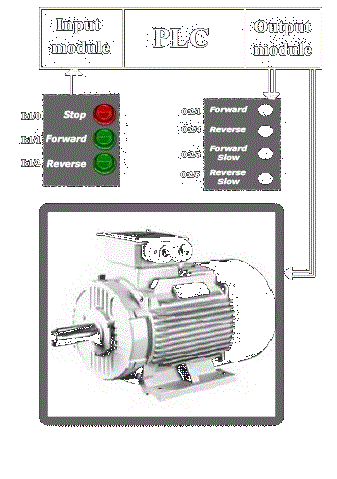 Input
module
PLC
Output
module
Stop
Forward
Reverse
Forward
Reverse
Forward
Slow
Reverse
Slow